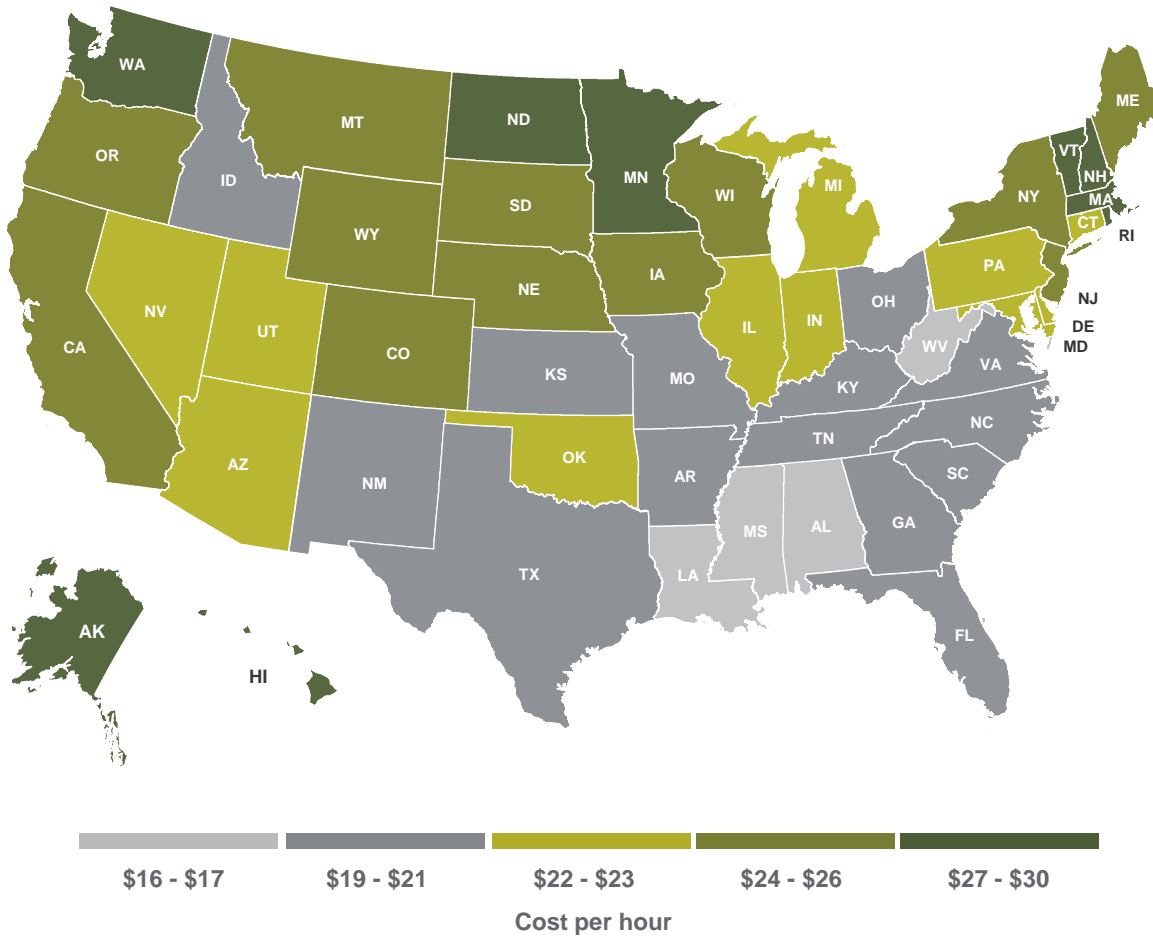 WA
MT
ND
MN
OR
ID
SD
WI
MI
WY
IA
NE
NV
UT
CO
CA
IL
IN
OH
PA
NY
VT
NH
ME
MA
CT
RI
NJ
DE
MD
WV
VA
KS
MO
KY
NC
TN
SC
AZ
NM
OK
AR
TX
LA
MS
AL
GA
FL
AK
HI
$16 - $17
$19 - $21
$22 - $23
$24 - $26
$27 - $30
Cost per hour